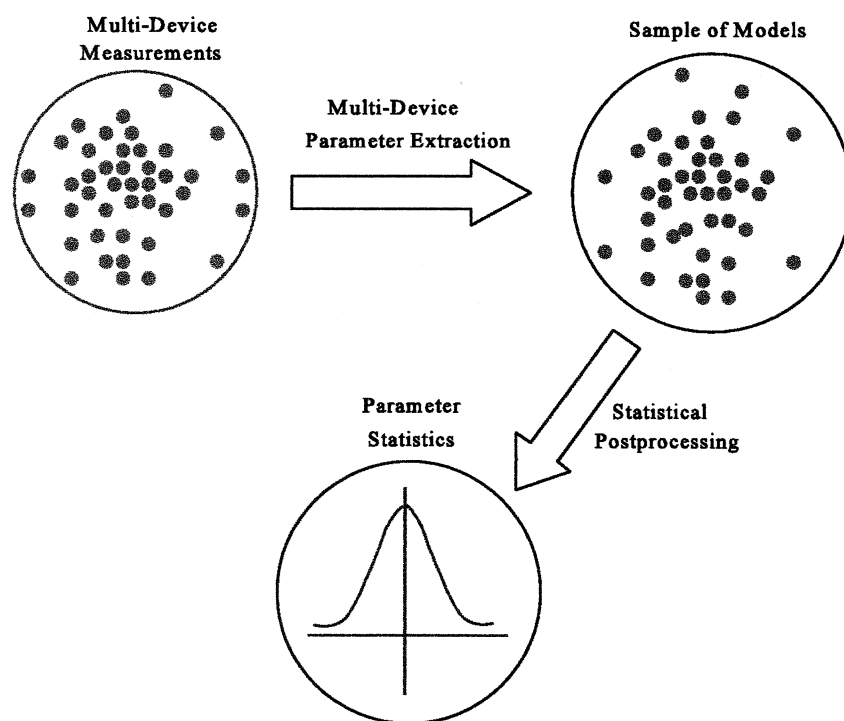 Multi-Device
Measurements
Sample of Models
Multi-Device
Parameter Extraction
Parameter
Statistics
Statistical
Postprocessing